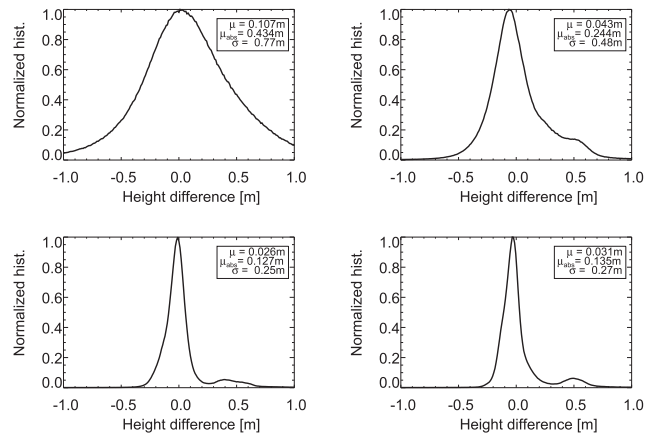 Normalized hist.
1.0
0.8
0.6
0.4
0.2
0.0
μ = 0.107m
μabs= 0.434m
σ = 0.77m
-1.0 -0.5 0.0 0.5 1.0
Height difference [m]
Normalized hist.
1.0
0.8
0.6
0.4
0.2
0.0
μ = 0.043m
μabs= 0.244m
σ = 0.48m
-1.0 -0.5 0.0 0.5 1.0
Height difference [m]
Normalized hist.
1.0
0.8
0.6
0.4
0.2
0.0
μ = 0.026m
μabs= 0.127m
σ = 0.25m
-1.0 -0.5 0.0 0.5 1.0
Height difference [m]
Normalized hist.
1.0
0.8
0.6
0.4
0.2
0.0
μ = 0.031m
μabs= 0.135m
σ = 0.27m
-1.0 -0.5 0.0 0.5 1.0
Height difference [m]